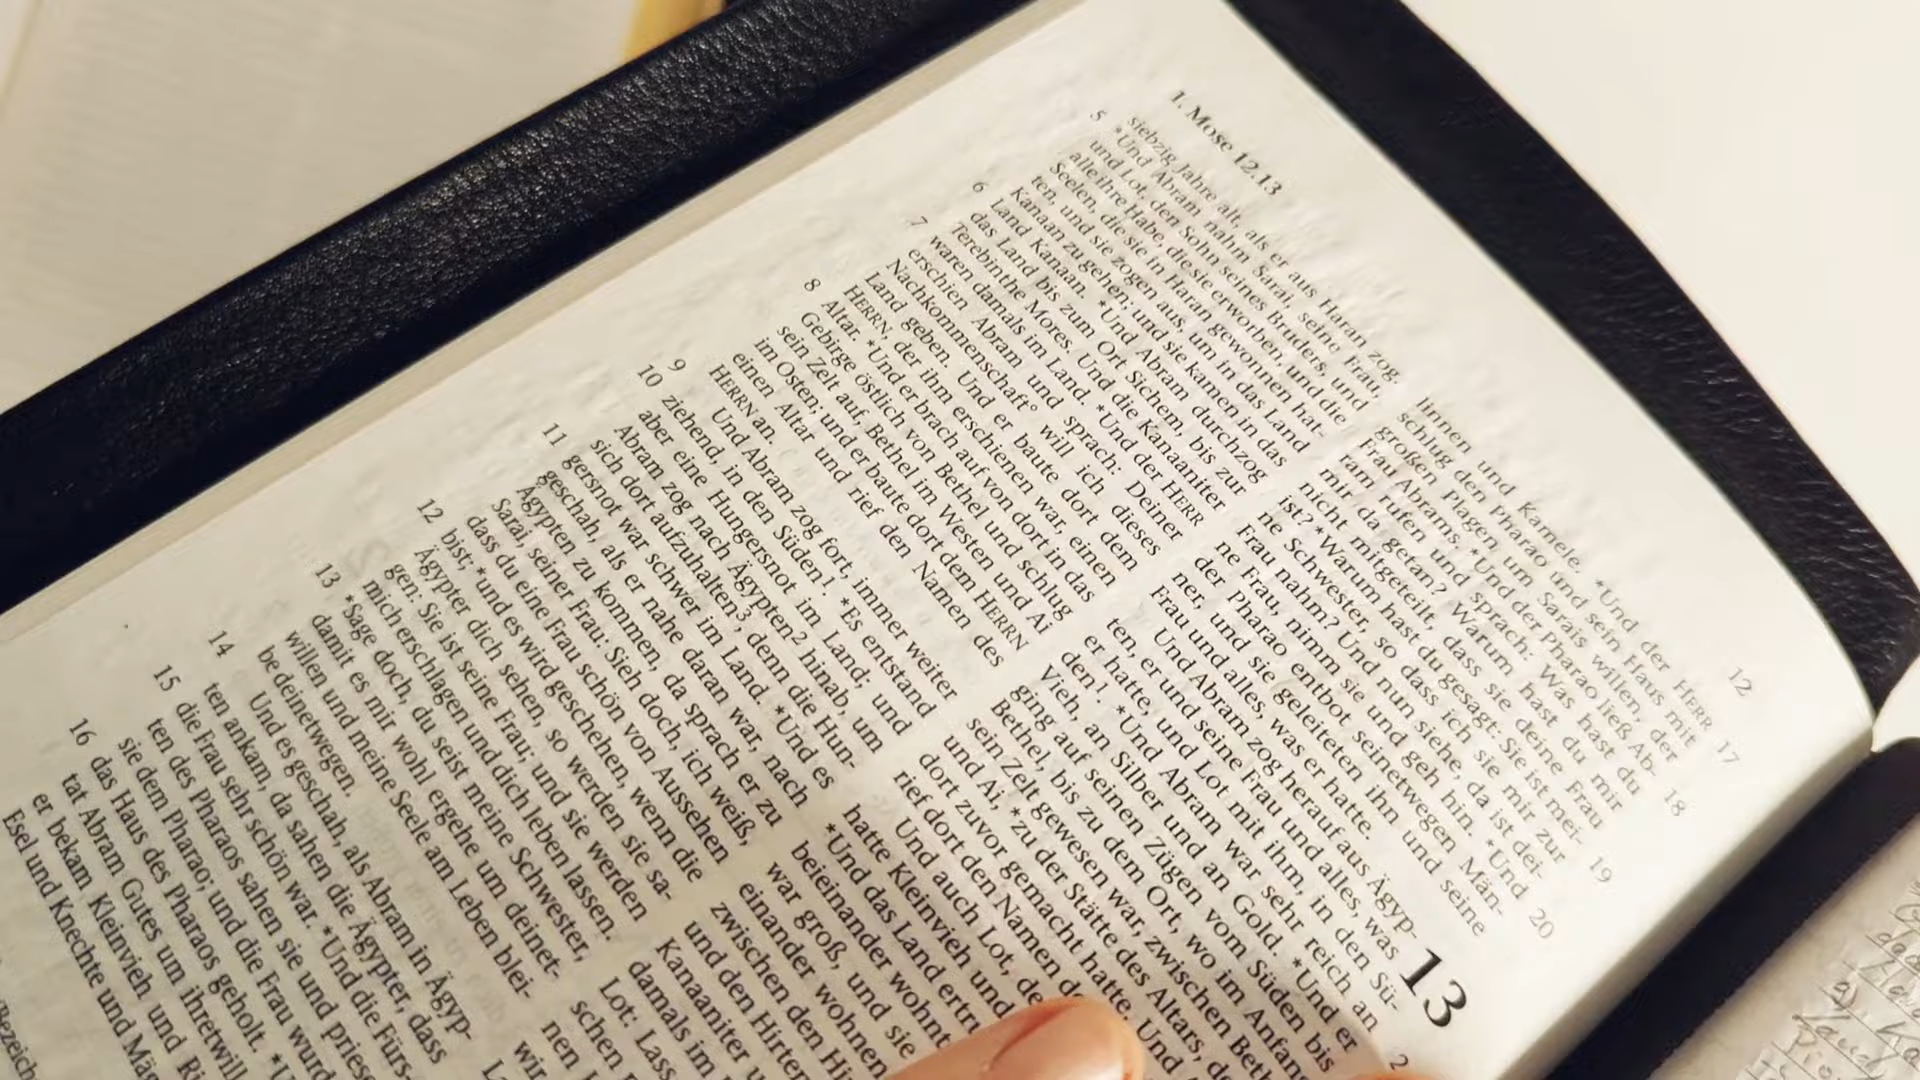 1. Mose 12.13
siebzig Jahre alt, als er aus Haran zog.
5 *Und Abram nahm Sarai, seine Frau,
und Lot, den Sohn seines Bruders, und
alle ihre Habe, die sie erworben, und die
Seelen, die sie in Haran gewonnen hat-
ten, und sie zogen aus, um in das Land
Kanaan zu gehen; und sie kamen in das
6 Land Kanaan. *Und Abram durchzog
das Land bis zum Ort Sichem, bis zur
Terebinthe Mores. Und die Kanaaniter
7 waren damals im Land. *Und der HERR
erschien Abram und sprach: Deiner
Nachkommenschaft° will ich dieses
Land geben. Und er baute dort dem
HERRN, der ihm erschienen war, einen
8 Altar. *Und er brach auf von dort in das
Gebirge östlich von Bethel und schlug
sein Zelt auf, Bethel im Westen und Ai
im Osten; und er baute dort dem HERRN
einen Altar und rief den Namen des
HERRN an.
9 Und Abram zog fort, immer weiter
10 ziehend, in den Süden¹. *Es entstand
aber eine Hungersnot im Land; und
Abram zog nach Ägypten² hinab, um
sich dort aufzuhalten³, denn die Hun-
11 gersnot war schwer im Land. *Und es
geschah, als er nahe daran war, nach
Ägypten zu kommen, da sprach er zu
Sarai, seiner Frau: Sieh doch, ich weiß,
dass du eine Frau schön von Aussehen
12 bist; *und es wird geschehen, wenn die
Ägypter dich sehen, so werden sie sa-
gen: Sie ist seine Frau; und sie werden
mich erschlagen und dich leben lassen.
13 *Sage doch, du seist meine Schwester,
damit es mir wohl ergehe um deinet-
willen und meine Seele am Leben blei-
be deinetwegen.
14 Und es geschah, als Abram in Ägyp-
ten ankam, da sahen die Ägypter, dass
15 die Frau sehr schön war. *Und die Fürs-
ten des Pharaos sahen sie und priese
sie dem Pharao; und die Frau wurd
16 das Haus des Pharaos geholt. *U
tat Abram Gutes um ihretwill
er bekam Kleinvieh und Ri
Esel und Knechte und Mäg
Bezeich
12
linnen und Kamele. *Und der HERR 17
schlug den Pharao und sein Haus mit
großen Plagen um Sarais willen, der
Frau Abrams. *Und der Pharao ließ Ab- 18
ram rufen und sprach: Was hast du
mir da getan? Warum hast du mir
nicht mitgeteilt, dass sie deine Frau
ist? *Warum hast du gesagt: Sie ist mei- 19
ne Schwester, so dass ich sie mir zur
Frau nahm? Und nun siehe, da ist dei-
ne Frau, nimm sie und geh hin. *Und 20
der Pharao entbot seinetwegen Män-
ner, und sie geleiteten ihn und seine
Frau und alles, was er hatte.
Und Abram zog herauf aus Ägyp- 13
ten, er und seine Frau und alles, was
er hatte, und Lot mit ihm, in den Sü-
den¹. *Und Abram war sehr reich an 2
Vieh, an Silber und an Gold. *Und er
ging auf seinen Zügen vom Süden bis
Bethel, bis zu dem Ort, wo im Anfang
sein Zelt gewesen war, zwischen Beth
und Ai, *zu der Stätte des Altars, de
dort zuvor gemacht hatte. Und
rief dort den Namen d
Und auch Lot, de
hatte Kleinvieh und
*Und das Land ertru
beieinander wohnt
war groß, und sie
einander wohnen
zwischen den Hi
und den Hirten
Kanaaniter u
damals im
Lot: Lass
schen
nen
wir